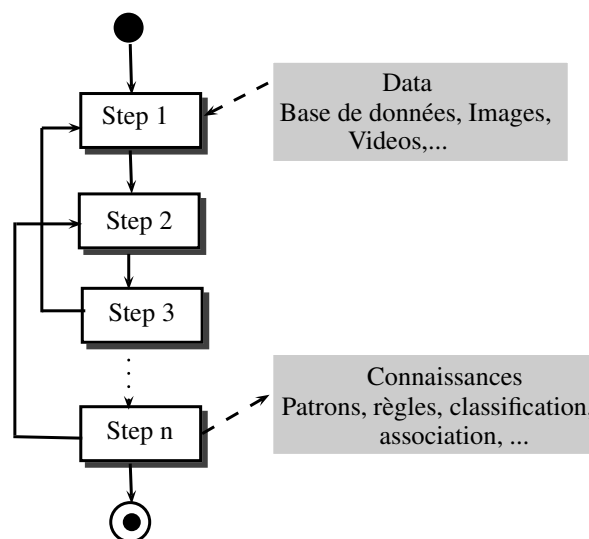 Step 1
Data
Base de données, Images,
Videos,...
Step 2
Step 3
Connaissances
Patrons, règles, classification,
association, ...
Step n